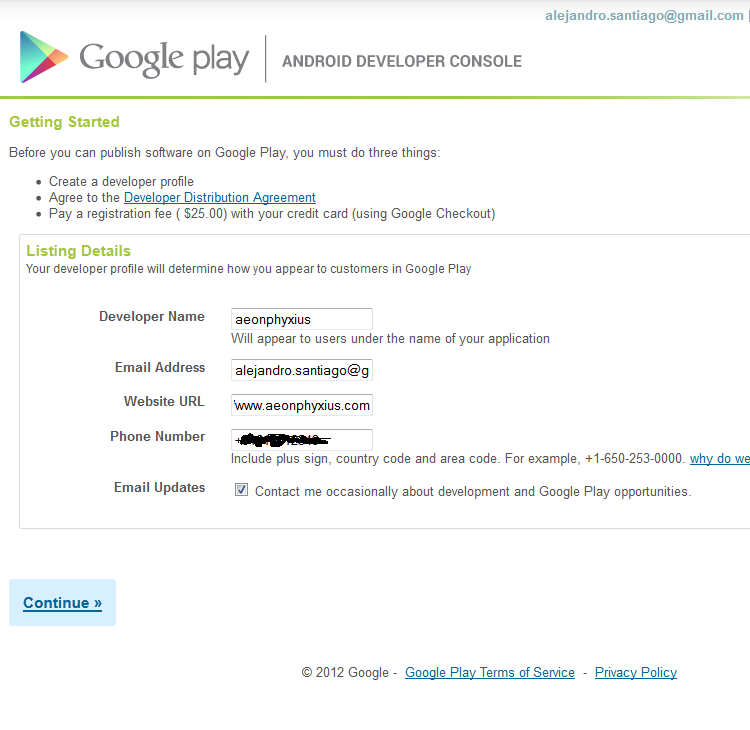 alejandro.santiago@gmail.com |
Google play | ANDROID DEVELOPER CONSOLE
Getting Started
Before you can publish software on Google Play, you must do three things:
• Create a developer profile
• Agree to the Developer Distribution Agreement
• Pay a registration fee ( $25.00) with your credit card (using Google Checkout)
Listing Details
Your developer profile will determine how you appear to customers in Google Play
Developer Name aeonphyxius
Will appear to users under the name of your application
Email Address alejandro.santiago@g
Website URL www.aeonphyxius.com
Phone Number
Include plus sign, country code and area code. For example, +1-650-253-0000. why do we
Email Updates Contact me occasionally about development and Google Play opportunities.
Continue »
© 2012 Google - Google Play Terms of Service - Privacy Policy